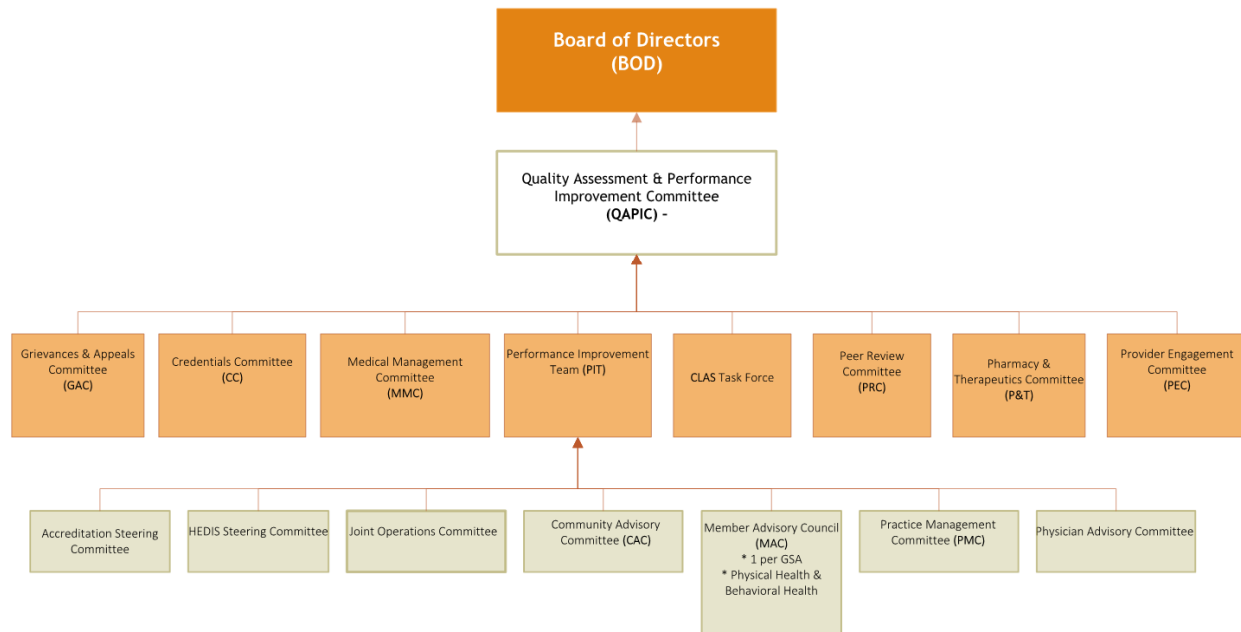 Board of Directors
(BOD)
Quality Assessment & Performance
Improvement Committee
(QAPIC) –
Grievances & Appeals
Committee
(GAC)
Credentials Committee
(CC)
Medical Management
Committee
(MMC)
Performance Improvement
Team (PIT)
CLAS Task Force
Peer Review
Committee
(PRC)
Pharmacy &
Therapeutics Committee
(P&T)
Provider Engagement
Committee
(PEC)
Accreditation Steering
Committee
HEDIS Steering Committee
Joint Operations Committee
Community Advisory
Committee (CAC)
Member Advisory Council
(MAC)
* 1 per GSA
* Physical Health &
Behavioral Health
Practice Management
Committee (PMC)
Physician Advisory Committee